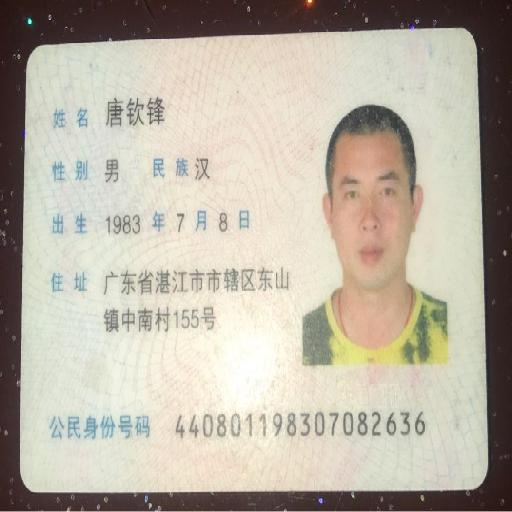 姓名 唐钦锋
性别 男 民族 汉
出生 1983 年 7 月 8 日
住址 广东省湛江市市辖区东山
镇中南村155号
公民身份号码 440801198307082636